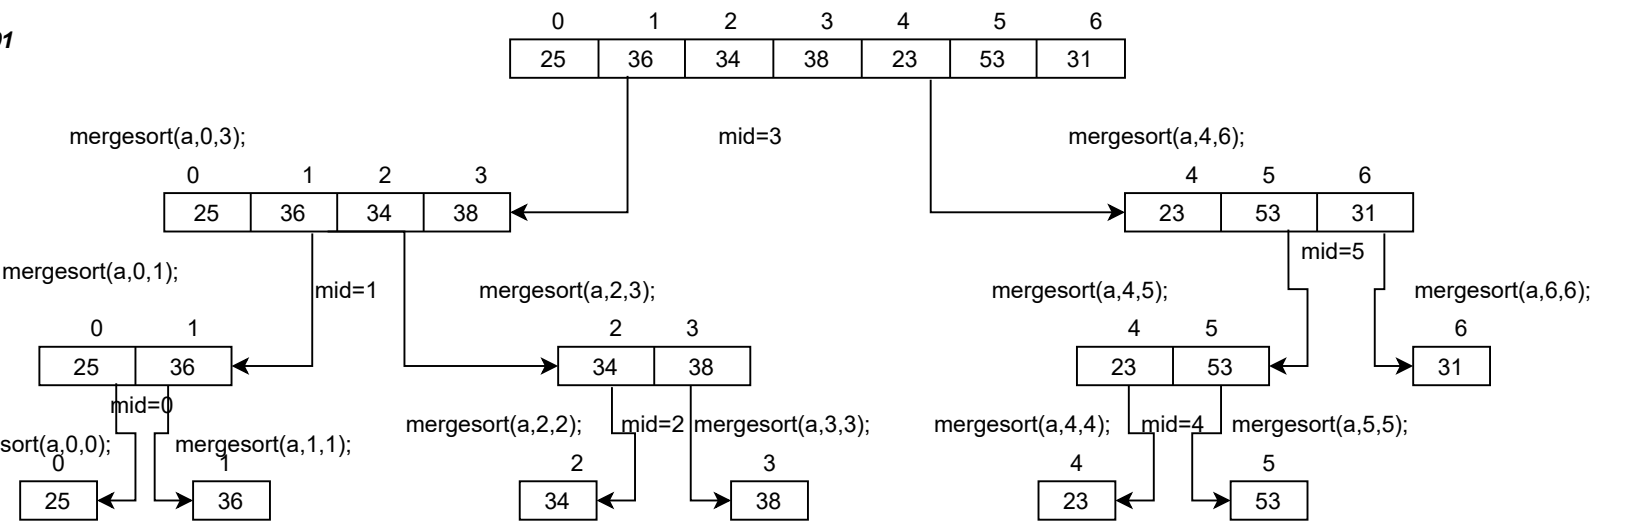 0 1 2 3 4 5 6
01
25 36 34 38 23 53 31
mergesort(a,0,3); mid=3 mergesort(a,4,6);
0 1 2 3 4 5 6
25 36 34 38 23 53 31
mid=5
mergesort(a,0,1);
mid=1 mergesort(a,2,3); mergesort(a,4,5); mergesort(a,6,6);
0 1 2 3 4 5 6
25 36 34 38 23 53 31
mid=0
mergesort(a,2,2); mid=2 mergesort(a,3,3); mergesort(a,4,4); mid=4 mergesort(a,5,5);
sort(a,0,0); mergesort(a,1,1);
0 1 2 3 4 5
25 36 34 38 23 53